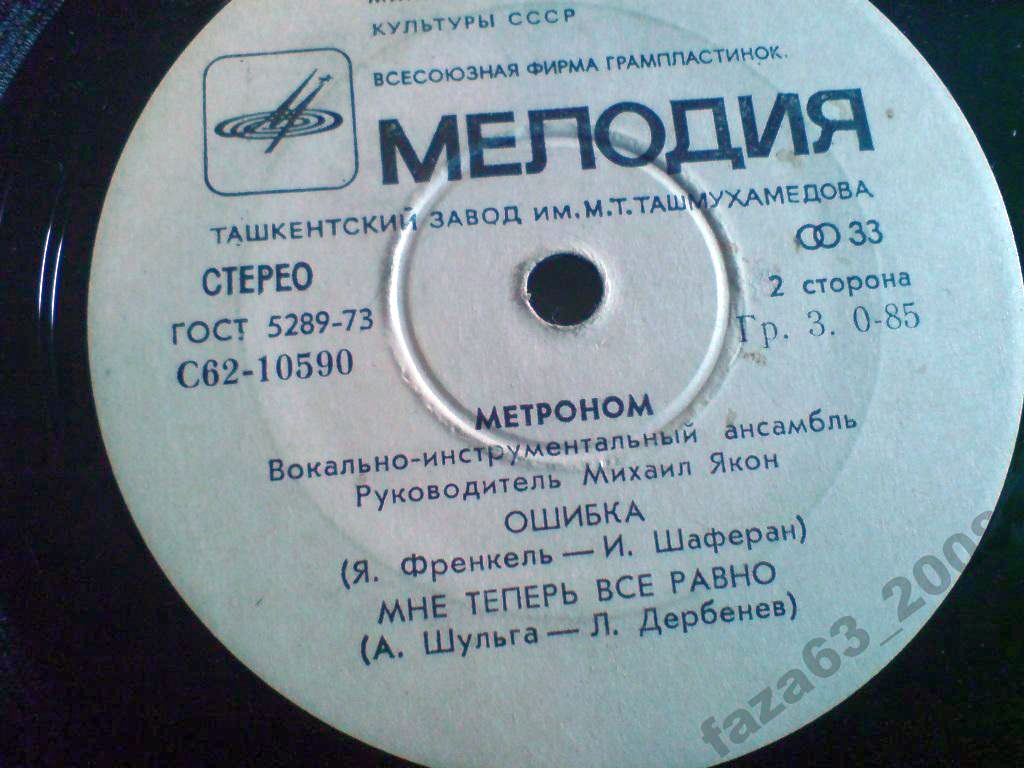 КУЛЬТУРЫ СССР
ВСЕСОЮЗНАЯ ФИРМА ГРАМПЛАСТИНОК.
МЕЛОДИЯ
ТАШКЕНТСКИЙ ЗАВОД ИМ. М.Т. ТАШМУХАМЕДОВА
СТЕРЕО
33
ГОСТ 5289-73
2 сторона
С62-10590
Гр. 3. 0-85
МЕТРОНОМ
Вокально-инструментальный ансамбль
Руководитель Михаил Якон
ОШИБКА
(Я. Френкель — И. Шаферан)
МНЕ ТЕПЕРЬ ВСЕ РАВНО
(А. Шульга — Л. Дербенев)